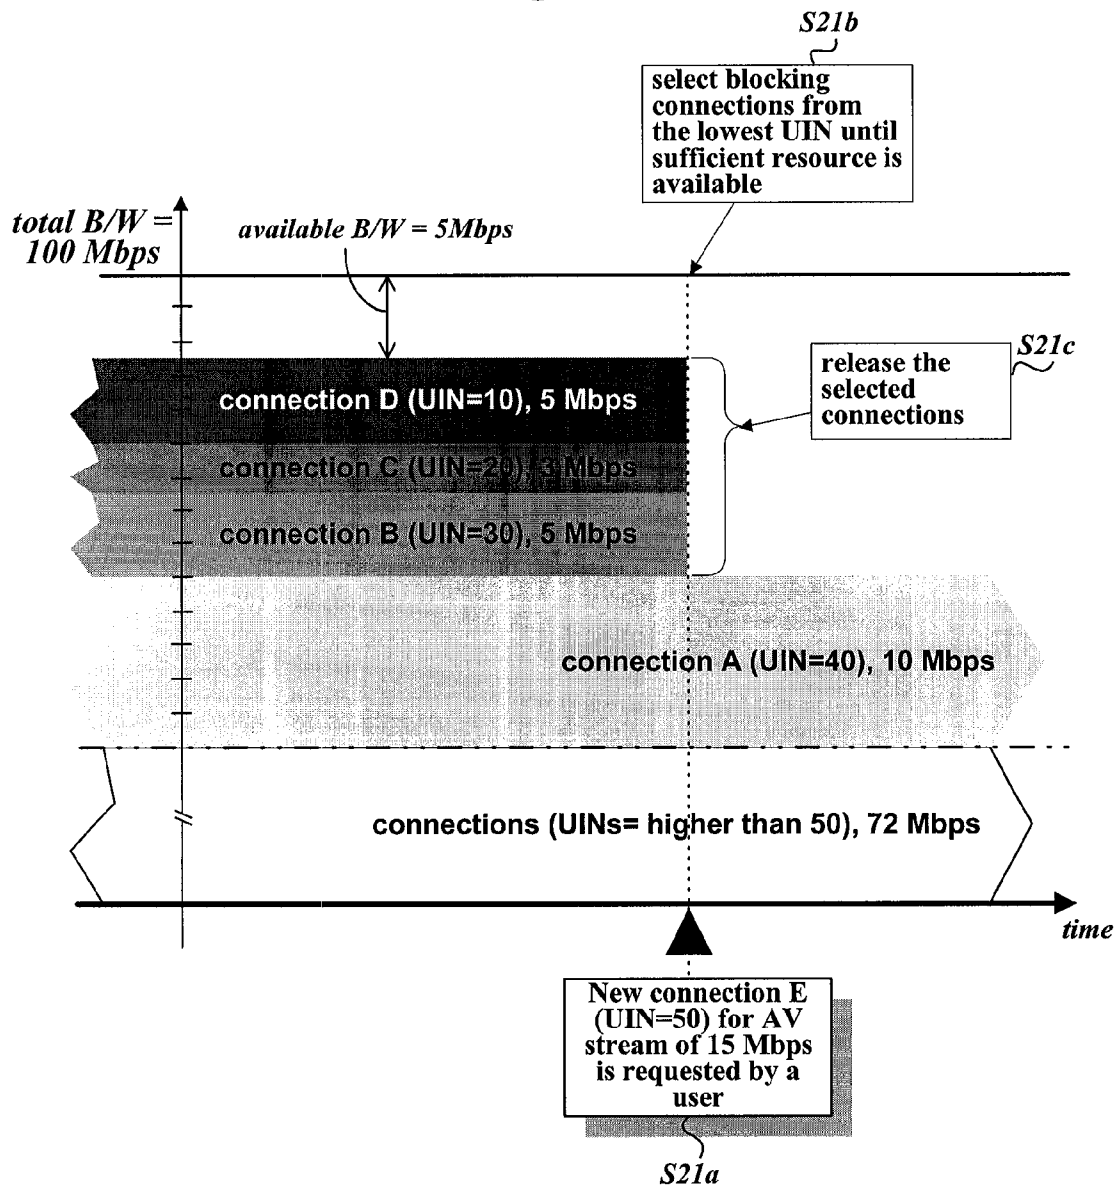 S21b
select blocking
connections from
the lowest UIN until
sufficient resource is
available
total B/W =
100 Mbps
available B/W = 5Mbps
S21c
release the
selected
connections
connection D (UIN=10), 5 Mbps
connection C (UIN=20), 3 Mbps
connection B (UIN=30), 5 Mbps
connection A (UIN=40), 10 Mbps
connections (UINs= higher than 50), 72 Mbps
time
New connection E
(UIN=50) for AV
stream of 15 Mbps
is requested by a
user
S21a